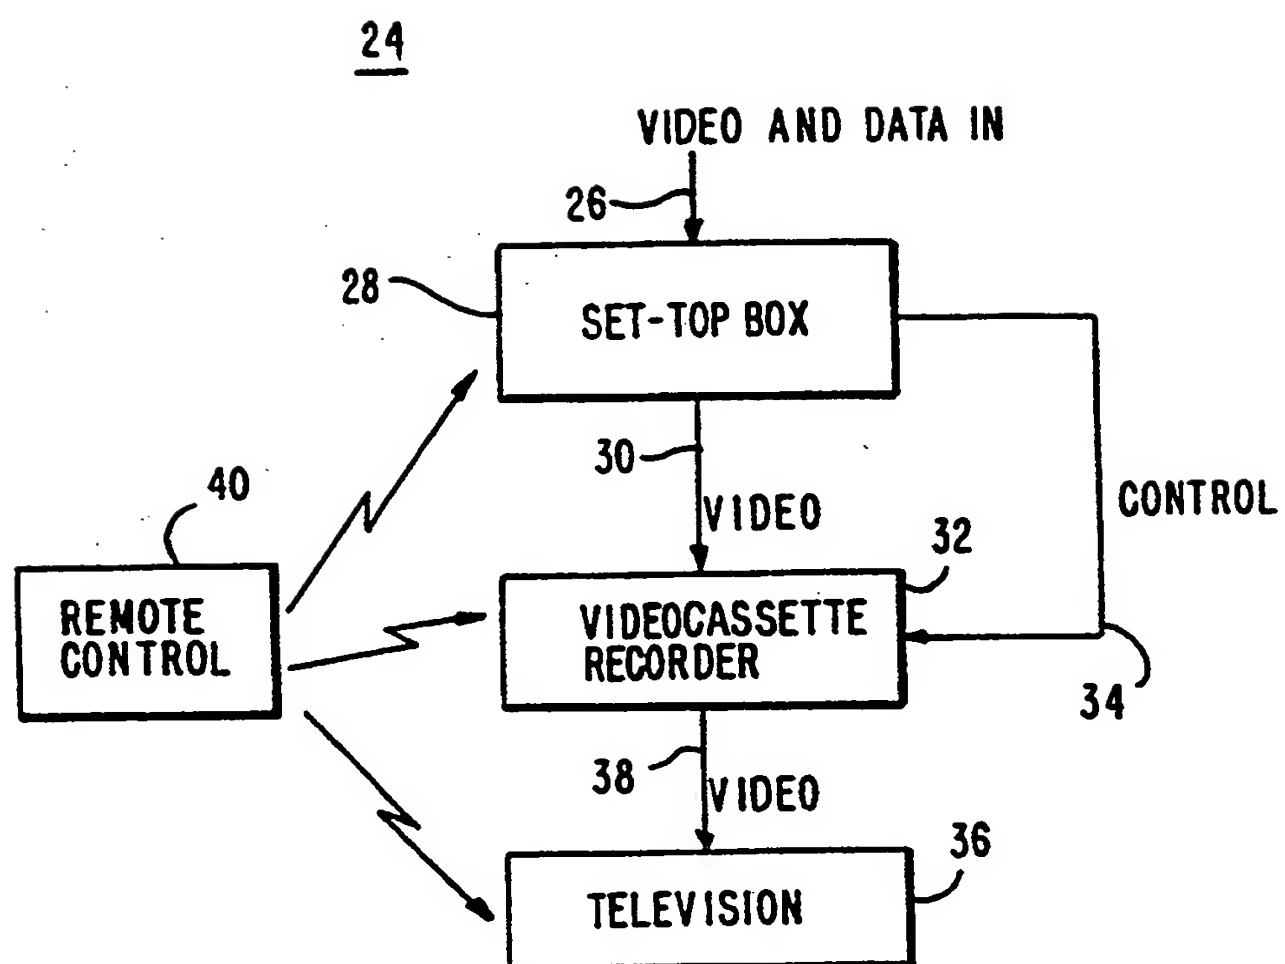 24
VIDEO AND DATA IN
26
28
SET-TOP BOX
30
VIDEO
CONTROL
40
32
REMOTE
CONTROL
VIDEOCASSETTE
RECORDER
34
38
VIDEO
36
TELEVISION